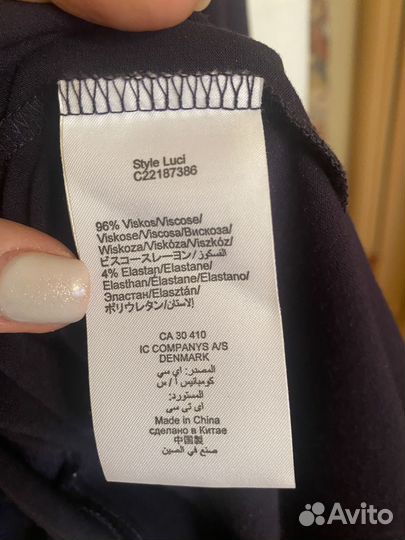 Style Luci
C22187386
96% Viskos/Viscose/
Viskose/Viscosa/Вискоза/
Wiskoza/Viskóza/Viszkóz/
ビスコースレーヨン/ الفسكوز/
4% Elastan/Elastane/
Elasthan/Elastane/Elastano/
Эластан/Elasztán/
ポリウレタン/ الاستان/
CA 30 410
IC COMPANYS A/S
DENMARK
المصدر: اي سي
كومبانيس ا / س
المستورد:
اي تي سي
Made in China
сделано в Китае
中国製
صنع في الصين
Avito